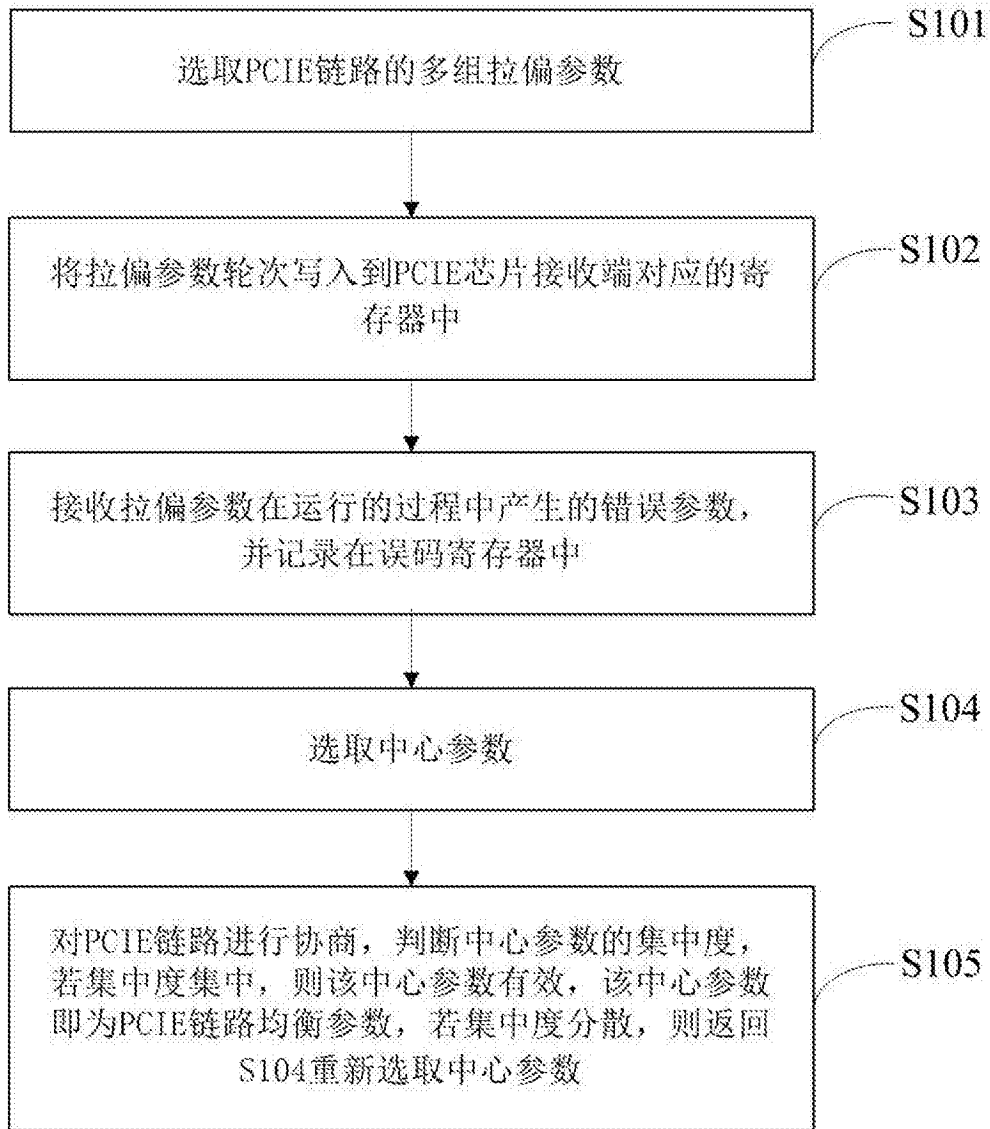 S101
选取PCIE链路的多组拉偏参数
S102
将拉偏参数轮次写入到PCIE芯片接收端对应的寄
存器中
S103
接收拉偏参数在运行的过程中产生的错误参数，
并记录在误码寄存器中
S104
选取中心参数
S105
对PCIE链路进行协商，判断中心参数的集中度，
若集中度集中，则该中心参数有效，该中心参数
即为PCIE链路均衡参数，若集中度分散，则返回
S104重新选取中心参数